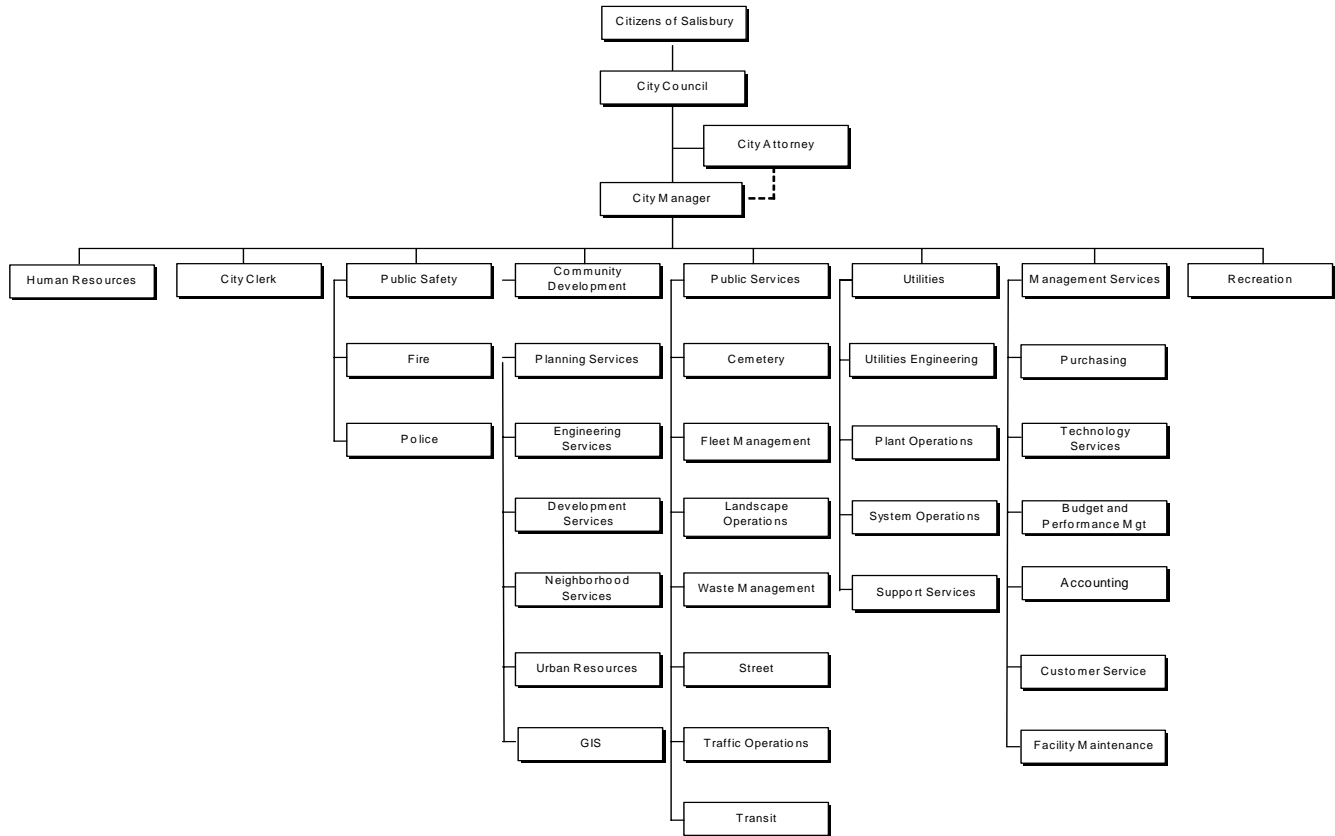 Citizens of Salisbury
City Council
City Attorney
City Manager
Human Resources
City Clerk
Public Safety
Community
Development
Public Services
Utilities
Management Services
Recreation
Fire
Planning Services
Cemetery
Utilities Engineering
Purchasing
Police
Engineering
Services
Fleet Management
Plant Operations
Technology
Services
Development
Services
Landscape
Operations
System Operations
Budget and
Performance Mgt
Neighborhood
Services
Waste Management
Support Services
Accounting
Urban Resources
Street
Customer Service
GIS
Traffic Operations
Facility Maintenance
Transit